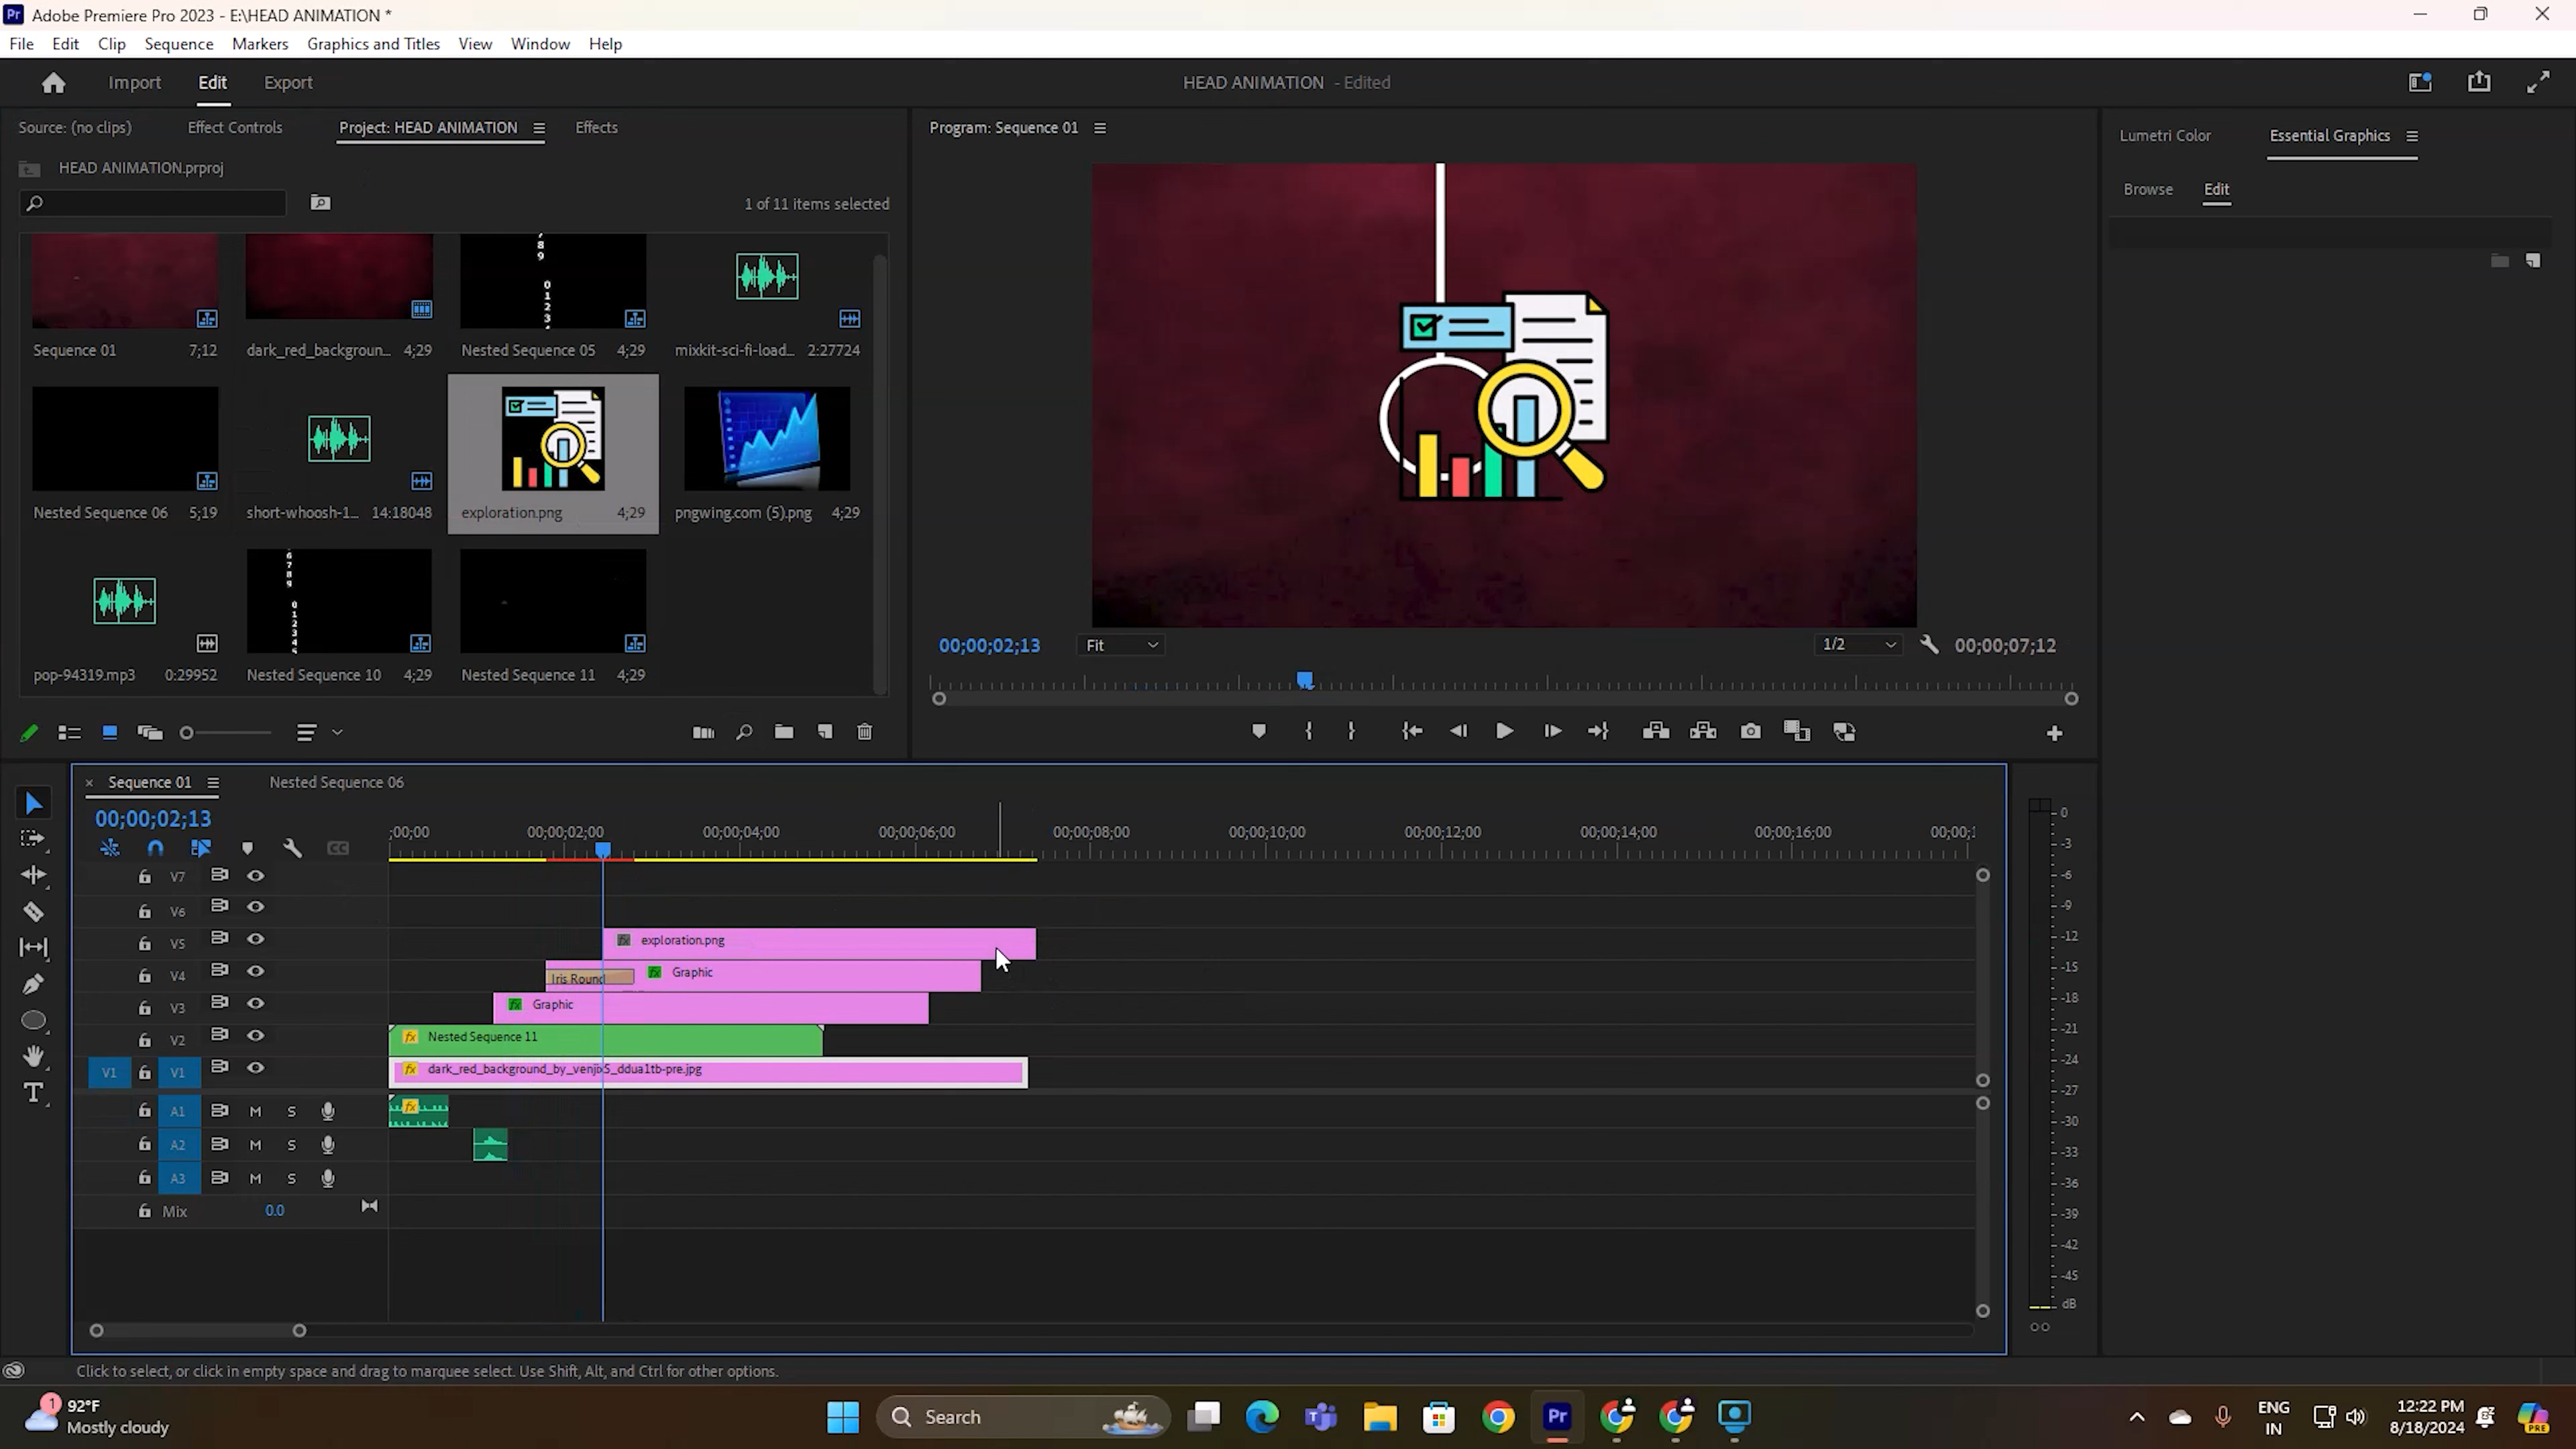 Pr Adobe Premiere Pro 2023 - E:\HEAD ANIMATION *
File Edit Clip Sequence Markers Graphics and Titles View Window Help
Import Edit Export
HEAD ANIMATION - Edited
Source: (no clips) Effect Controls Project: HEAD ANIMATION Effects
HEAD ANIMATION.prproj
1 of 11 items selected
Sequence 01 7;12
dark_red_backgroun... 4;29
Nested Sequence 05 4;29
mixkit-sci-fi-load... 2:27724
Nested Sequence 06 5;19
short-whoosh-1... 14:18048
exploration.png 4;29
pngwing.com (5).png 4;29
pop-94319.mp3 0:29952
Nested Sequence 10 4;29
Nested Sequence 11 4;29
Program: Sequence 01
00;00;02;13 Fit 1/2 00;00;07;12
Lumetri Color Essential Graphics
Browse Edit
Sequence 01 Nested Sequence 06
00;00;02;13
;00;00 00;00;02;00 00;00;04;00 00;00;06;00 00;00;08;00 00;00;10;00 00;00;12;00 00;00;14;00 00;00;16;00 00;00;1
CC
V7
V6
V5 exploration.png
V4 Iris Round Graphic
V3 Graphic
V2 fx Nested Sequence 11
V1 V1 fx dark_red_background_by_venjix5_ddua1tb-pre.jpg
A1 M S fx
A2 M S
A3 M S
Mix 0.0
0
-3
-6
-9
-12
-15
-18
-21
-24
-27
-30
-33
-36
-39
-42
-45
dB
Click to select, or click in empty space and drag to marquee select. Use Shift, Alt, and Ctrl for other options.
1 92°F
Mostly cloudy
Search
Pr
ENG
IN
12:22 PM
8/18/2024
PRE